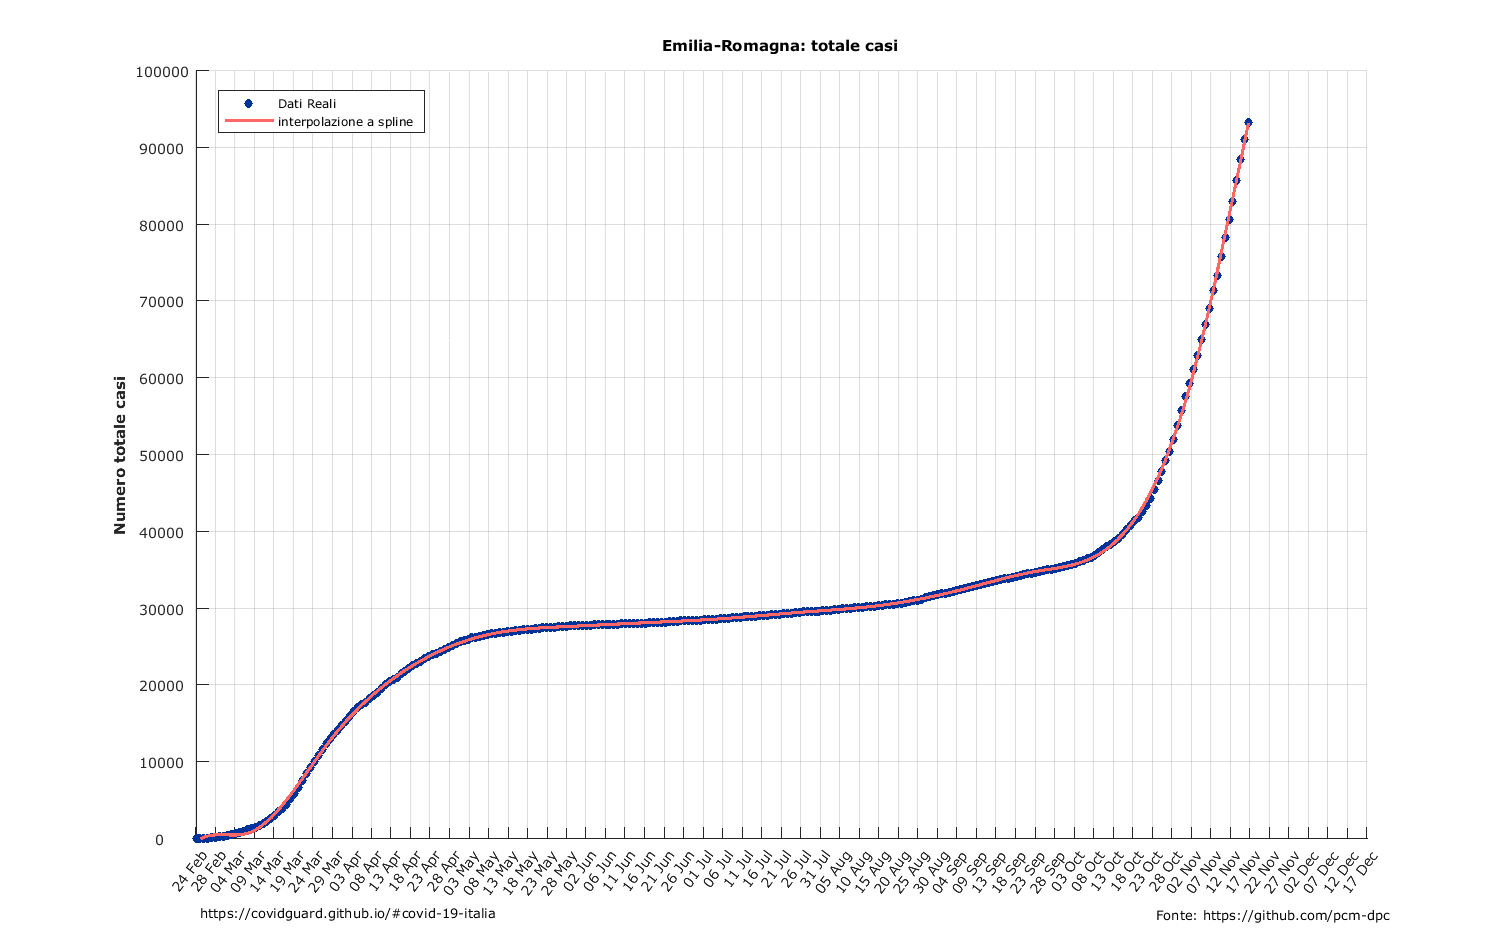 Emilia-Romagna: totale casi
100000
90000
80000
70000
60000
50000
40000
30000
20000
10000
0
Numero totale casi
Dati Reali
interpolazione a spline
24 Feb
28 Feb
04 Mar
09 Mar
14 Mar
19 Mar
24 Mar
29 Mar
03 Apr
08 Apr
13 Apr
18 Apr
23 Apr
28 Apr
03 May
08 May
13 May
18 May
23 May
28 May
02 Jun
06 Jun
11 Jun
16 Jun
21 Jun
26 Jun
01 Jul
06 Jul
11 Jul
16 Jul
21 Jul
26 Jul
31 Jul
05 Aug
10 Aug
15 Aug
20 Aug
25 Aug
30 Aug
04 Sep
09 Sep
13 Sep
18 Sep
23 Sep
28 Sep
03 Oct
08 Oct
13 Oct
18 Oct
23 Oct
28 Oct
02 Nov
07 Nov
12 Nov
17 Nov
22 Nov
27 Nov
02 Dec
07 Dec
12 Dec
17 Dec
https://covidguard.github.io/#covid-19-italia
Fonte: https://github.com/pcm-dpc